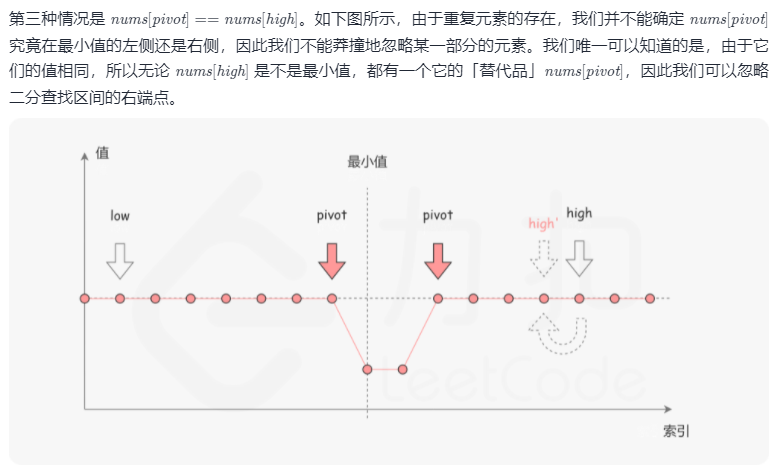 第三种情况是 nums[pivot] == nums[high]。如下图所示，由于重复元素的存在，我们并不能确定 nums[pivot]
究竟在最小值的左侧还是右侧，因此我们不能莽撞地忽略某一部分的元素。我们唯一可以知道的是，由于它
们的值相同，所以无论 nums[high] 是不是最小值，都有一个它的「替代品」nums[pivot]，因此我们可以忽略
二分查找区间的右端点。
值
最小值
low
pivot
pivot
high'
high
力扣
LeetCode
索引